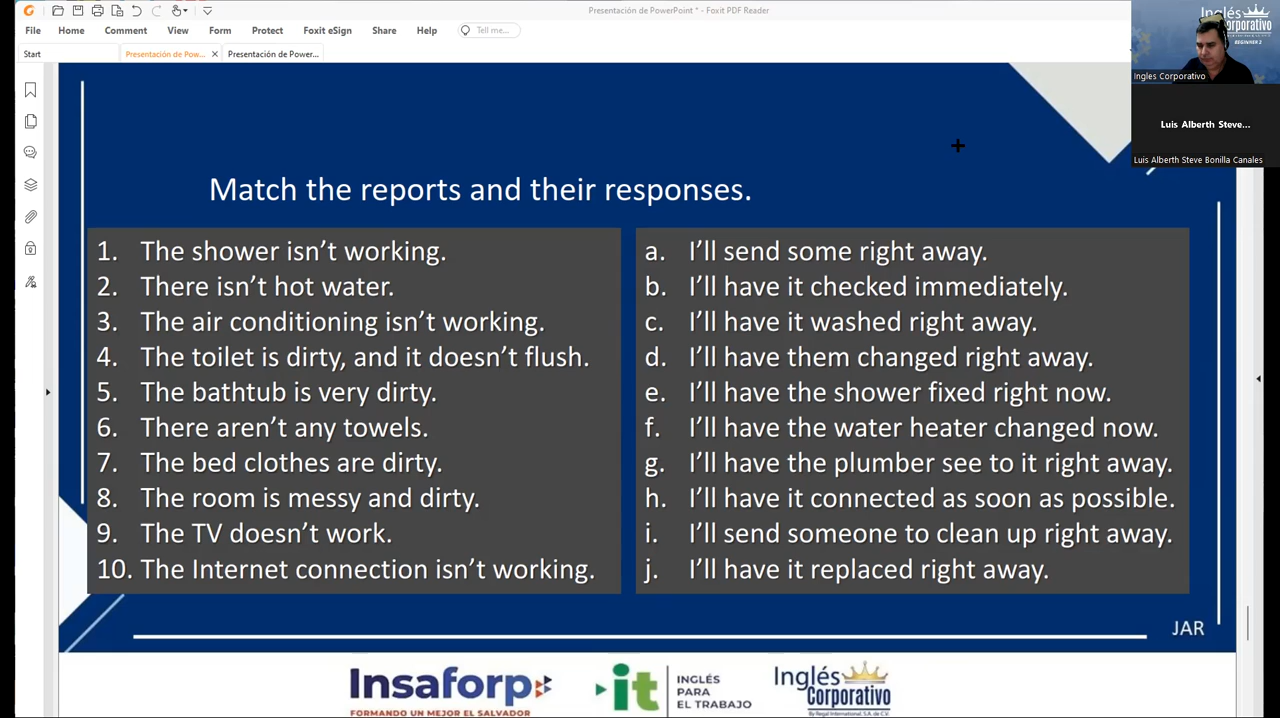 Presentación de PowerPoint * - Foxit PDF Reader
File Home Comment View Form Protect Foxit eSign Share Help Tell me...
Start Presentación de Pow... Presentación de Power...
Inglés
Corporativo
BEGINNER 2
Ingles Corporativo
Luis Alberth Steve...
Luis Alberth Steve Bonilla Canales
Match the reports and their responses.
1. The shower isn't working.
2. There isn't hot water.
3. The air conditioning isn't working.
4. The toilet is dirty, and it doesn't flush.
5. The bathtub is very dirty.
6. There aren't any towels.
7. The bed clothes are dirty.
8. The room is messy and dirty.
9. The TV doesn't work.
10. The Internet connection isn't working.
a. I'll send some right away.
b. I'll have it checked immediately.
c. I'll have it washed right away.
d. I'll have them changed right away.
e. I'll have the shower fixed right now.
f. I'll have the water heater changed now.
g. I'll have the plumber see to it right away.
h. I'll have it connected as soon as possible.
i. I'll send someone to clean up right away.
j. I'll have it replaced right away.
JAR
Insaforp
FORMANDO UN MEJOR EL SALVADOR
it
INGLÉS
PARA
EL TRABAJO
Inglés
Corporativo
By Regal International, S.A. de C.V.